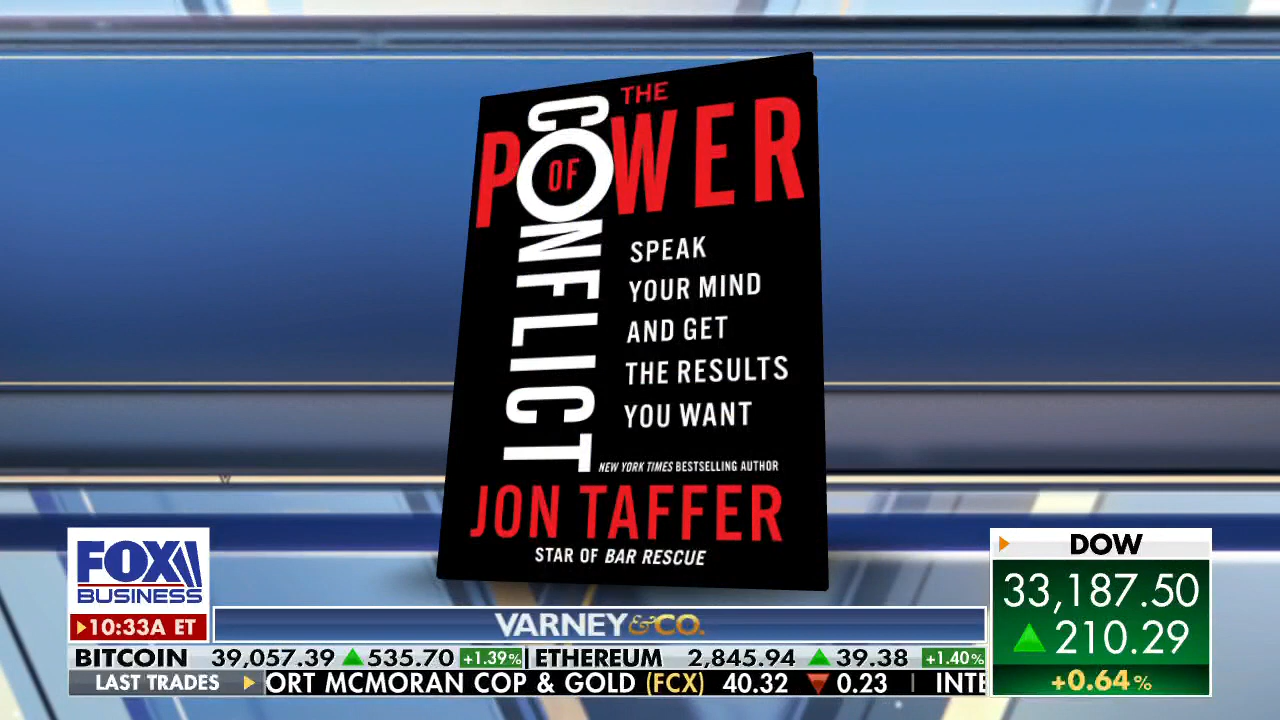 THE
POWER
OF
CONFLICT
SPEAK
YOUR MIND
AND GET
THE RESULTS
YOU WANT
NEW YORK TIMES BESTSELLING AUTHOR
JON TAFFER
STAR OF BAR RESCUE
FOX
BUSINESS
10:33A ET
VARNEY & CO.
DOW
33,187.50
210.29
+0.64%
BITCOIN 39,057.39 535.70 +1.39% ETHEREUM 2,845.94 39.38 +1.40%
LAST TRADES ORT MCMORAN COP & GOLD (FCX) 40.32 0.23 | INTE